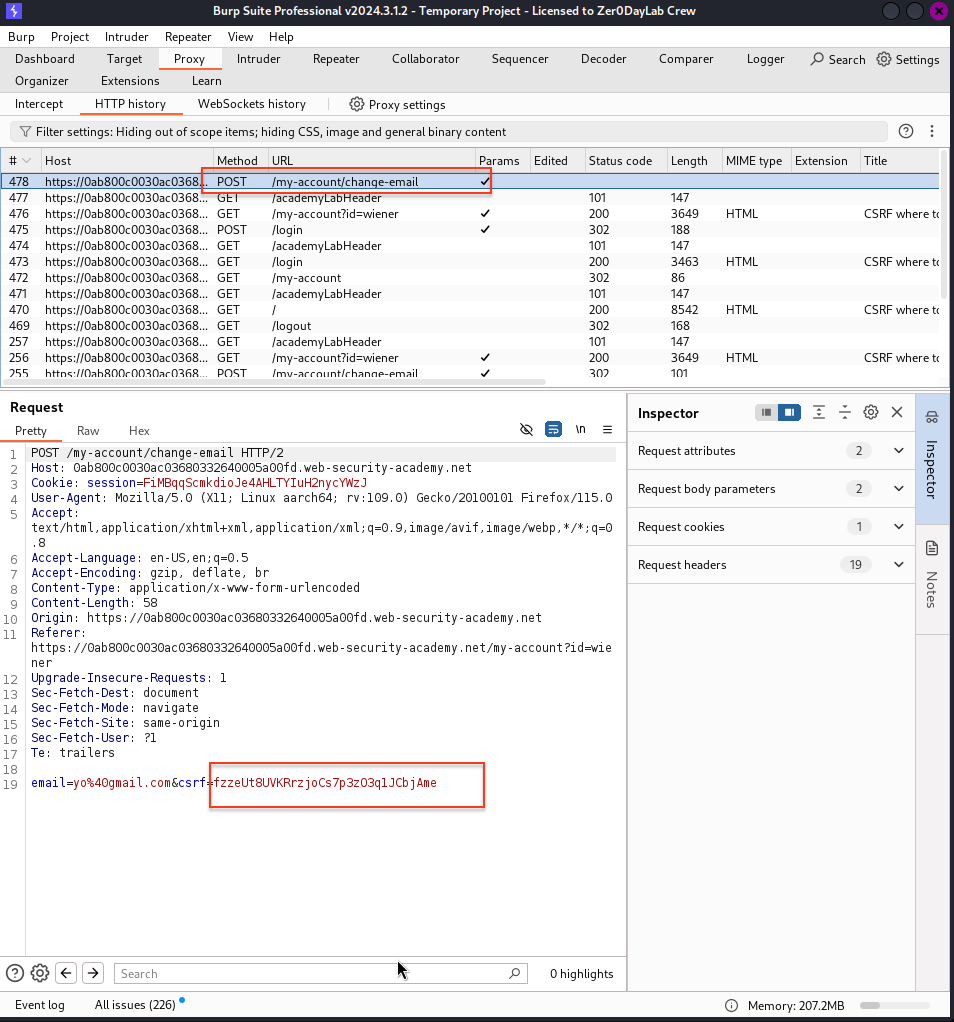 Burp Suite Professional v2024.3.1.2 - Temporary Project - Licensed to Zer0DayLab Crew
Burp Project Intruder Repeater View Help
Dashboard Target Proxy Intruder Repeater Collaborator Sequencer Decoder Comparer Logger Search Settings
Organizer Extensions Learn
Intercept HTTP history WebSockets history Proxy settings
Filter settings: Hiding out of scope items; hiding CSS, image and general binary content
# Host Method URL Params Edited Status code Length MIME type Extension Title
478 https://0ab800c0030ac0368... POST /my-account/change-email ✓
477 https://0ab800c0030ac0368... GET /academyLabHeader 101 147
476 https://0ab800c0030ac0368... GET /my-account?id=wiener ✓ 200 3649 HTML CSRF where to
475 https://0ab800c0030ac0368... POST /login ✓ 302 188
474 https://0ab800c0030ac0368... GET /academyLabHeader 101 147
473 https://0ab800c0030ac0368... GET /login 200 3463 HTML CSRF where to
472 https://0ab800c0030ac0368... GET /my-account 302 86
471 https://0ab800c0030ac0368... GET /academyLabHeader 101 147
470 https://0ab800c0030ac0368... GET / 200 8542 HTML CSRF where to
469 https://0ab800c0030ac0368... GET /logout 302 168
257 https://0ab800c0030ac0368... GET /academyLabHeader 101 147
256 https://0ab800c0030ac0368... GET /my-account?id=wiener ✓ 200 3649 HTML CSRF where to
255 https://0ab800c0030ac0368... POST /my-account/change-email ✓ 302 101
Request
Pretty Raw Hex \n
1 POST /my-account/change-email HTTP/2
2 Host: 0ab800c0030ac03680332640005a00fd.web-security-academy.net
3 Cookie: session=FiMBqqScmkdioJe4AHLTYIuH2nycYWzJ
4 User-Agent: Mozilla/5.0 (X11; Linux aarch64; rv:109.0) Gecko/20100101 Firefox/115.0
5 Accept:
text/html,application/xhtml+xml,application/xml;q=0.9,image/avif,image/webp,*/*;q=0
.8
6 Accept-Language: en-US,en;q=0.5
7 Accept-Encoding: gzip, deflate, br
8 Content-Type: application/x-www-form-urlencoded
9 Content-Length: 58
10 Origin: https://0ab800c0030ac03680332640005a00fd.web-security-academy.net
11 Referer:
https://0ab800c0030ac03680332640005a00fd.web-security-academy.net/my-account?id=wie
ner
12 Upgrade-Insecure-Requests: 1
13 Sec-Fetch-Dest: document
14 Sec-Fetch-Mode: navigate
15 Sec-Fetch-Site: same-origin
16 Sec-Fetch-User: ?1
17 Te: trailers
18
19 email=yo%40gmail.com&csrf=fzzeUt8UVKRrzjoCs7p3zO3q1JCbjAme
Inspector
Request attributes 2
Request body parameters 2
Request cookies 1
Request headers 19
Inspector
Notes
Search 0 highlights
Event log All issues (226) Memory: 207.2MB